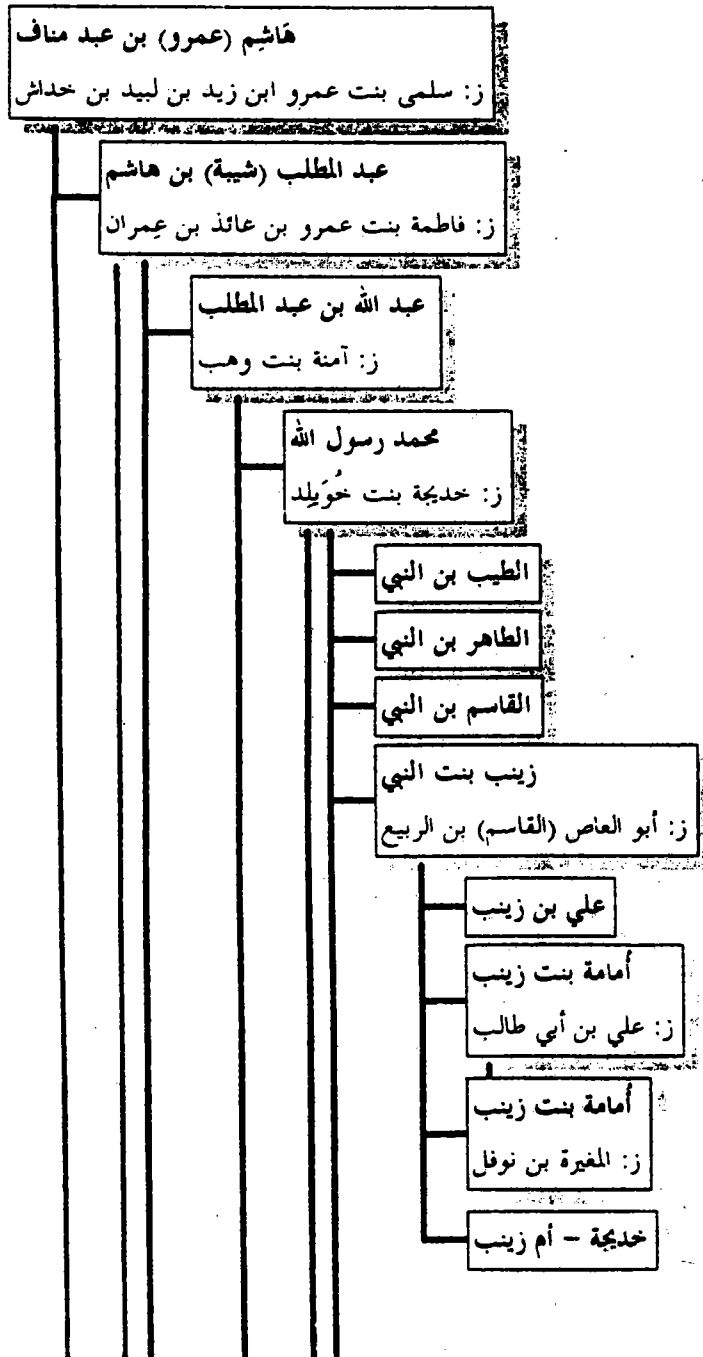 هَاشِم (عمرو) بن عبد مناف
ز: سلمى بنت عمرو ابن زيد بن لبيد بن خداش
عبد المطلب (شيبة) بن هاشم
ز: فاطمة بنت عمرو بن عائذ بن عِمران
عبد الله بن عبد المطلب
ز: آمنة بنت وهب
محمد رسول الله
ز: خديجة بنت خُوَيلِد
الطيب بن النبي
الطاهر بن النبي
القاسم بن النبي
زينب بنت النبي
ز: أبو العاص (القاسم) بن الربيع
علي بن زينب
أُمامة بنت زينب
ز: علي بن أبي طالب
أُمامة بنت زينب
ز: المغيرة بن نوفل
خديجة – أم زينب